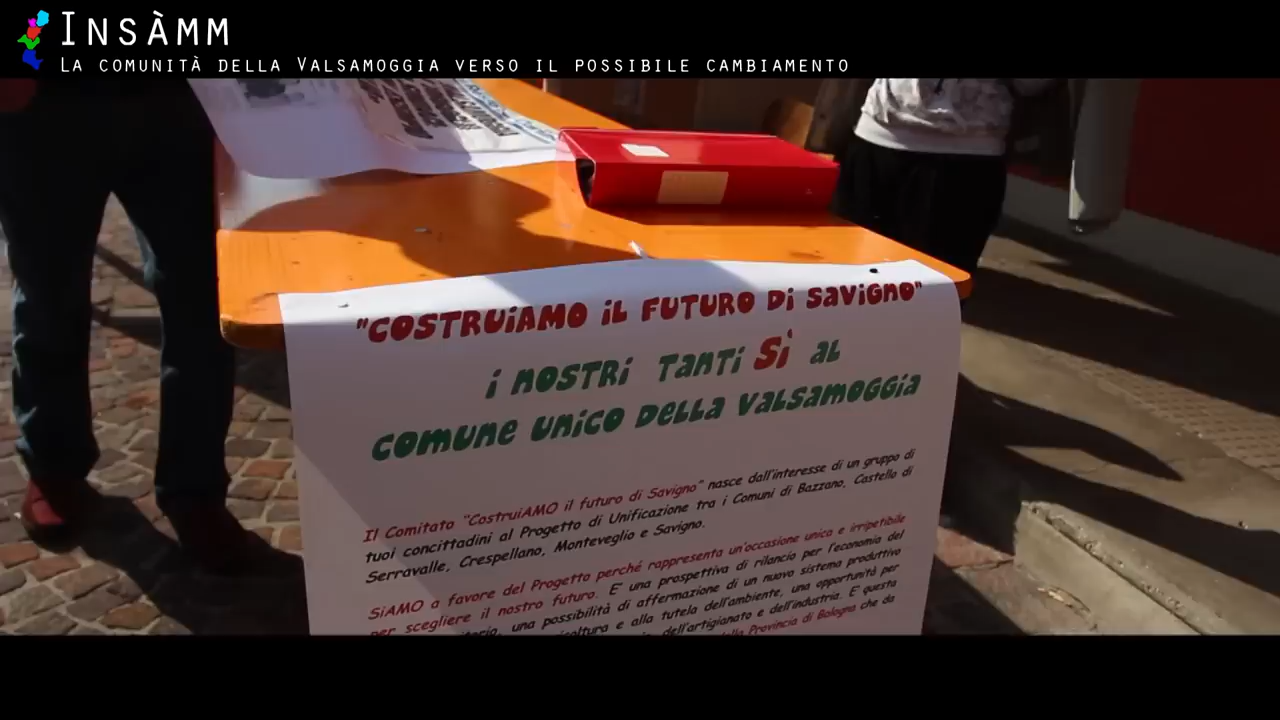 INSÀMM
LA COMUNITÀ DELLA VALSAMOGGIA VERSO IL POSSIBILE CAMBIAMENTO
"COSTRUiAMO iL FUTURO Di SaViGNO"
i NOSTRi TaNTi Sì aL
COMUNE UNiCO DELLA VaLSaMOGGia
Il Comitato "CostruiAMO il futuro di Savigno" nasce dall'interesse di un gruppo di
tuoi concittadini al Progetto di Unificazione tra i Comuni di Bazzano, Castello di
Serravalle, Crespellano, Monteveglio e Savigno.
SiAMO a favore del Progetto perché rappresenta un'occasione unica e irripetibile
per scegliere il nostro futuro. E' una prospettiva di rilancio per l'economia del
una possibilità di affermazione di un nuovo sistema produttivo
e alla tutela dell'ambiente, una opportunità per
dell'artigianato e dell'industria. E' questa
della Provincia di Bologna che da